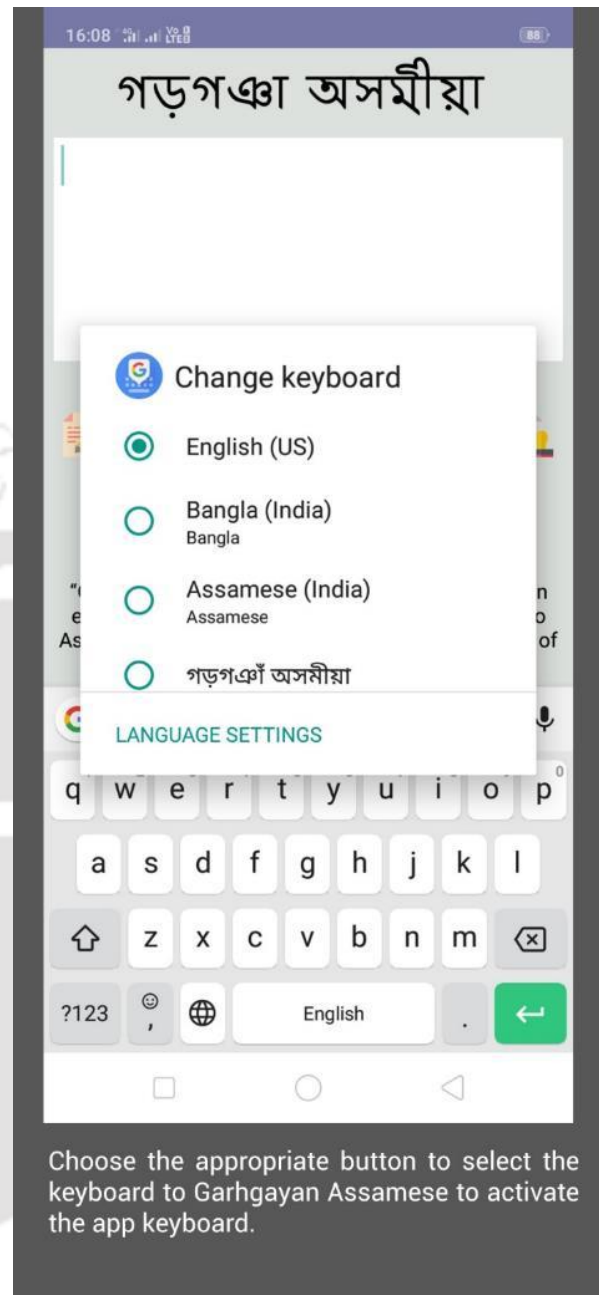 16:08
88
গড়গঞা অসমীয়া
Change keyboard
English (US)
Bangla (India)
Bangla
Assamese (India)
Assamese
গড়গঞাঁ অসমীয়া
LANGUAGE SETTINGS
q w e r t y u i o p 0
a s d f g h j k l
z x c v b n m
?123 , English .
Choose the appropriate button to select the
keyboard to Garhgayan Assamese to activate
the app keyboard.